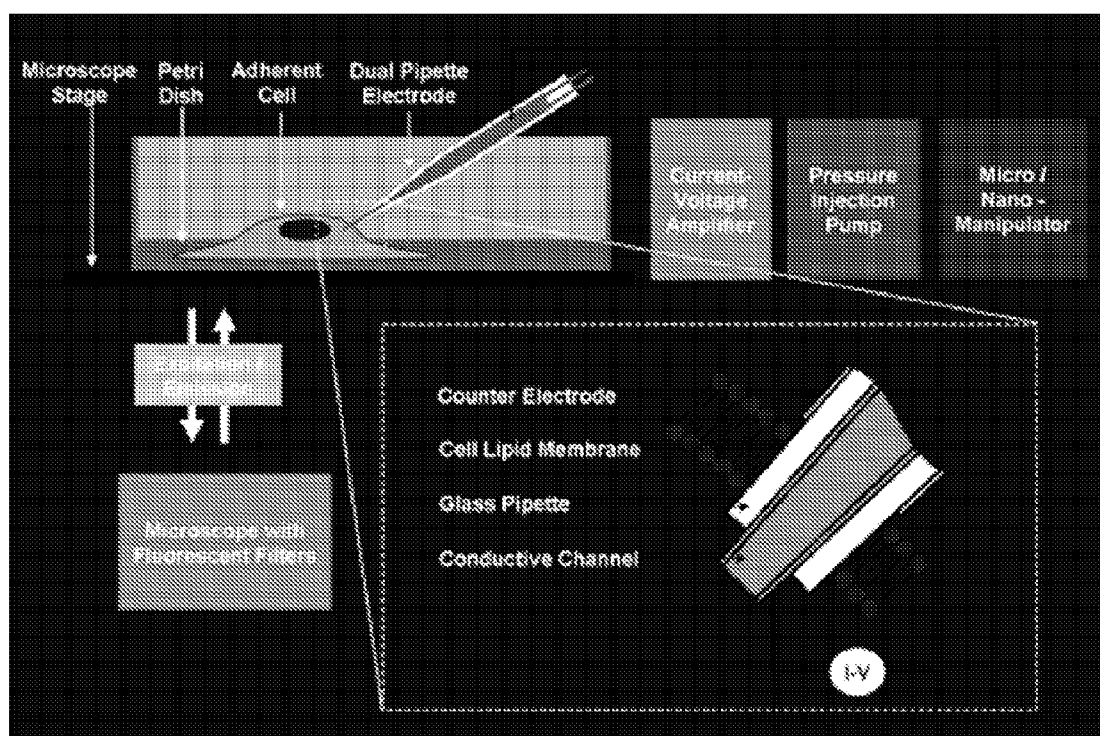 Microscope Stage
Petri Dish
Adherent Cell
Dual Pipette Electrode
Current-
Voltage
Amplifier
Pressure
Injection
Pump
Micro /
Nano -
Manipulator
Counter Electrode
Cell Lipid Membrane
Glass Pipette
Conductive Channel
Microscope with
Fluorescent Filters
I-V